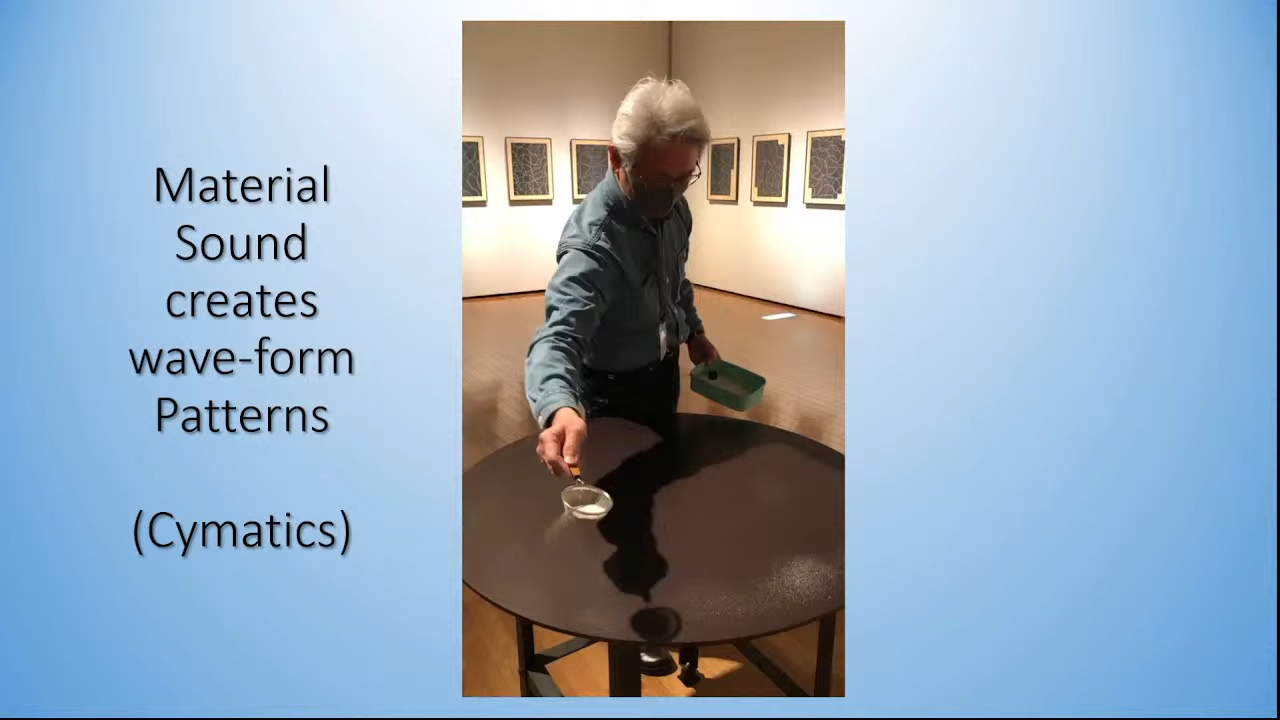 Material
Sound
creates
wave-form
Patterns
(Cymatics)